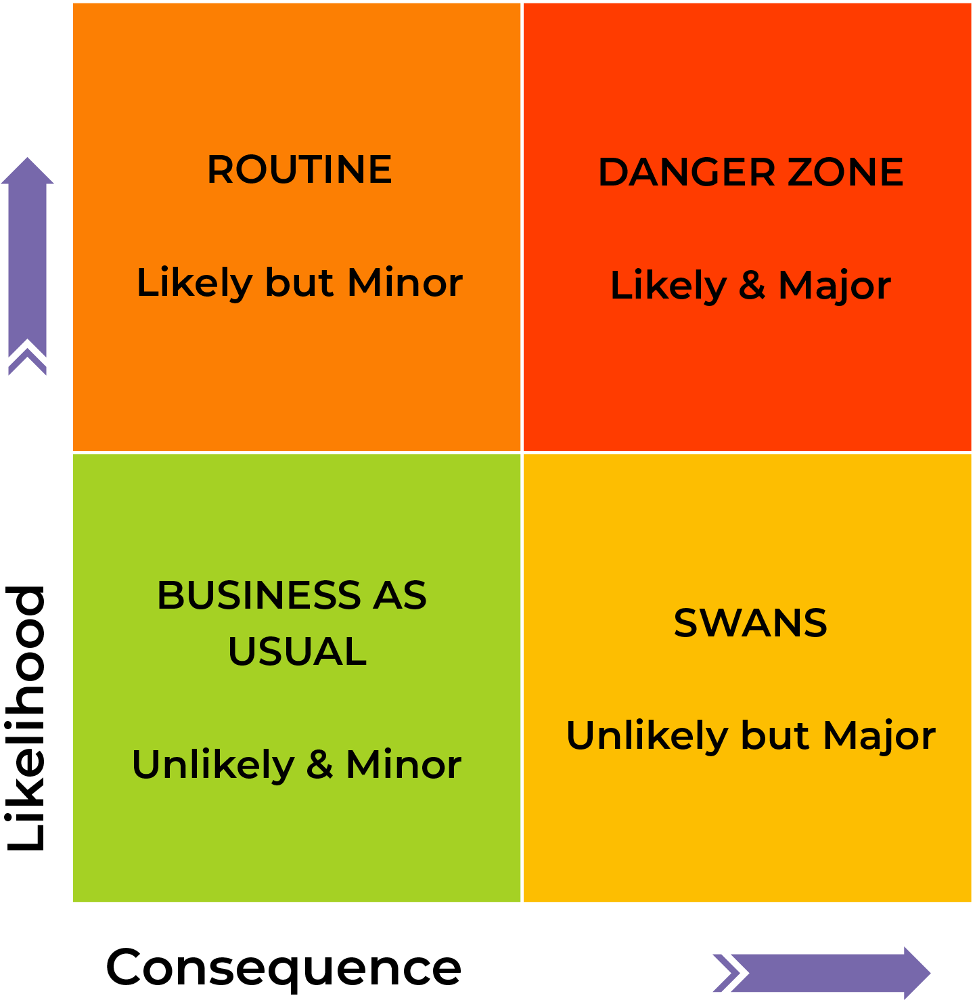 ROUTINE
Likely but Minor
DANGER ZONE
Likely & Major
BUSINESS AS
USUAL
Unlikely & Minor
SWANS
Unlikely but Major
Likelihood
Consequence